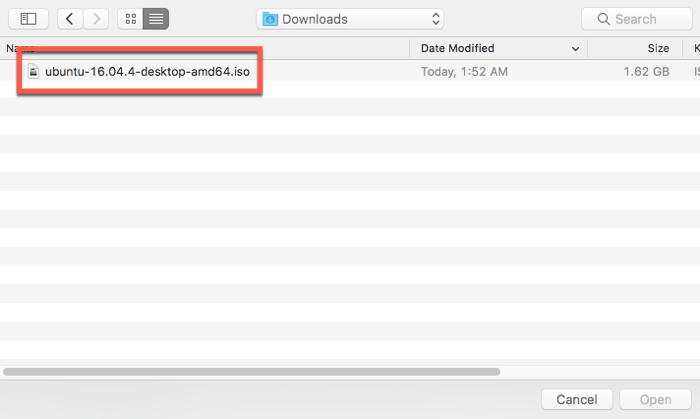 Downloads
Search
Name
Date Modified
Size
ubuntu-16.04.4-desktop-amd64.iso
Today, 1:52 AM
1.62 GB
Cancel
Open